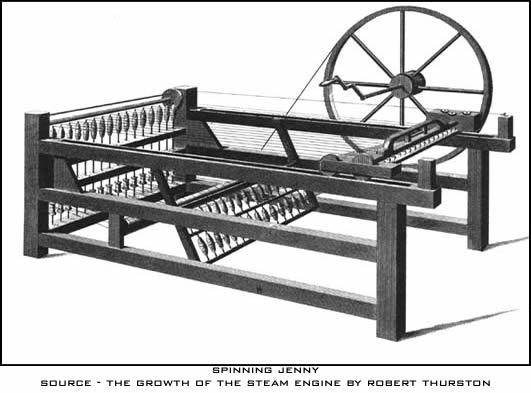 SPINNING JENNY
SOURCE - THE GROWTH OF THE STEAM ENGINE BY ROBERT THURSTON